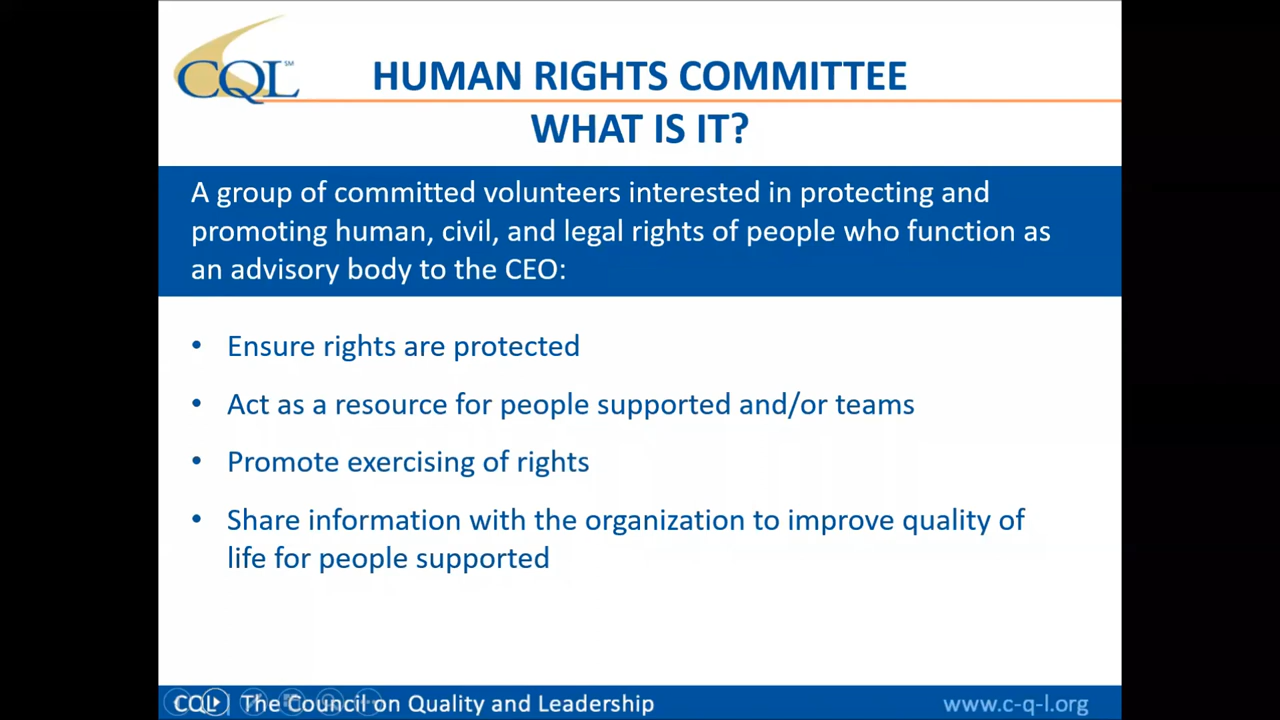 CQL SM
HUMAN RIGHTS COMMITTEE
WHAT IS IT?
A group of committed volunteers interested in protecting and
promoting human, civil, and legal rights of people who function as
an advisory body to the CEO:
• Ensure rights are protected
• Act as a resource for people supported and/or teams
• Promote exercising of rights
• Share information with the organization to improve quality of
life for people supported
CQL | The Council on Quality and Leadership
www.c-q-l.org